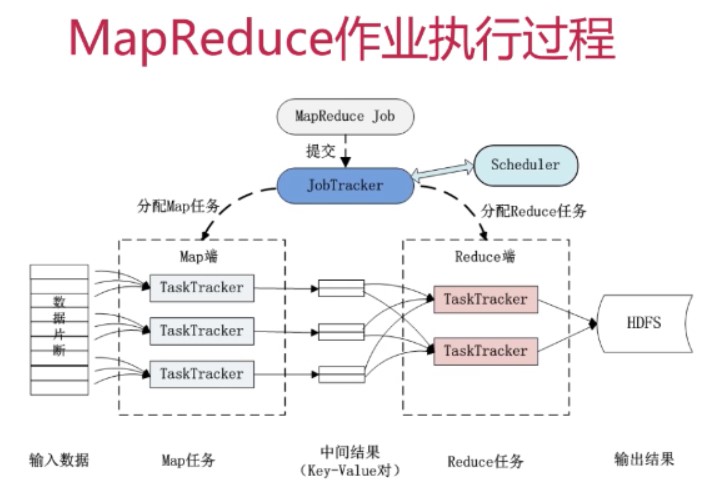 MapReduce作业执行过程
MapReduce Job
提交
JobTracker
Scheduler
分配Map任务
分配Reduce任务
Map端
Reduce端
数据片断
TaskTracker
TaskTracker
TaskTracker
TaskTracker
TaskTracker
HDFS
输入数据
Map任务
中间结果
（Key-Value对）
Reduce任务
输出结果